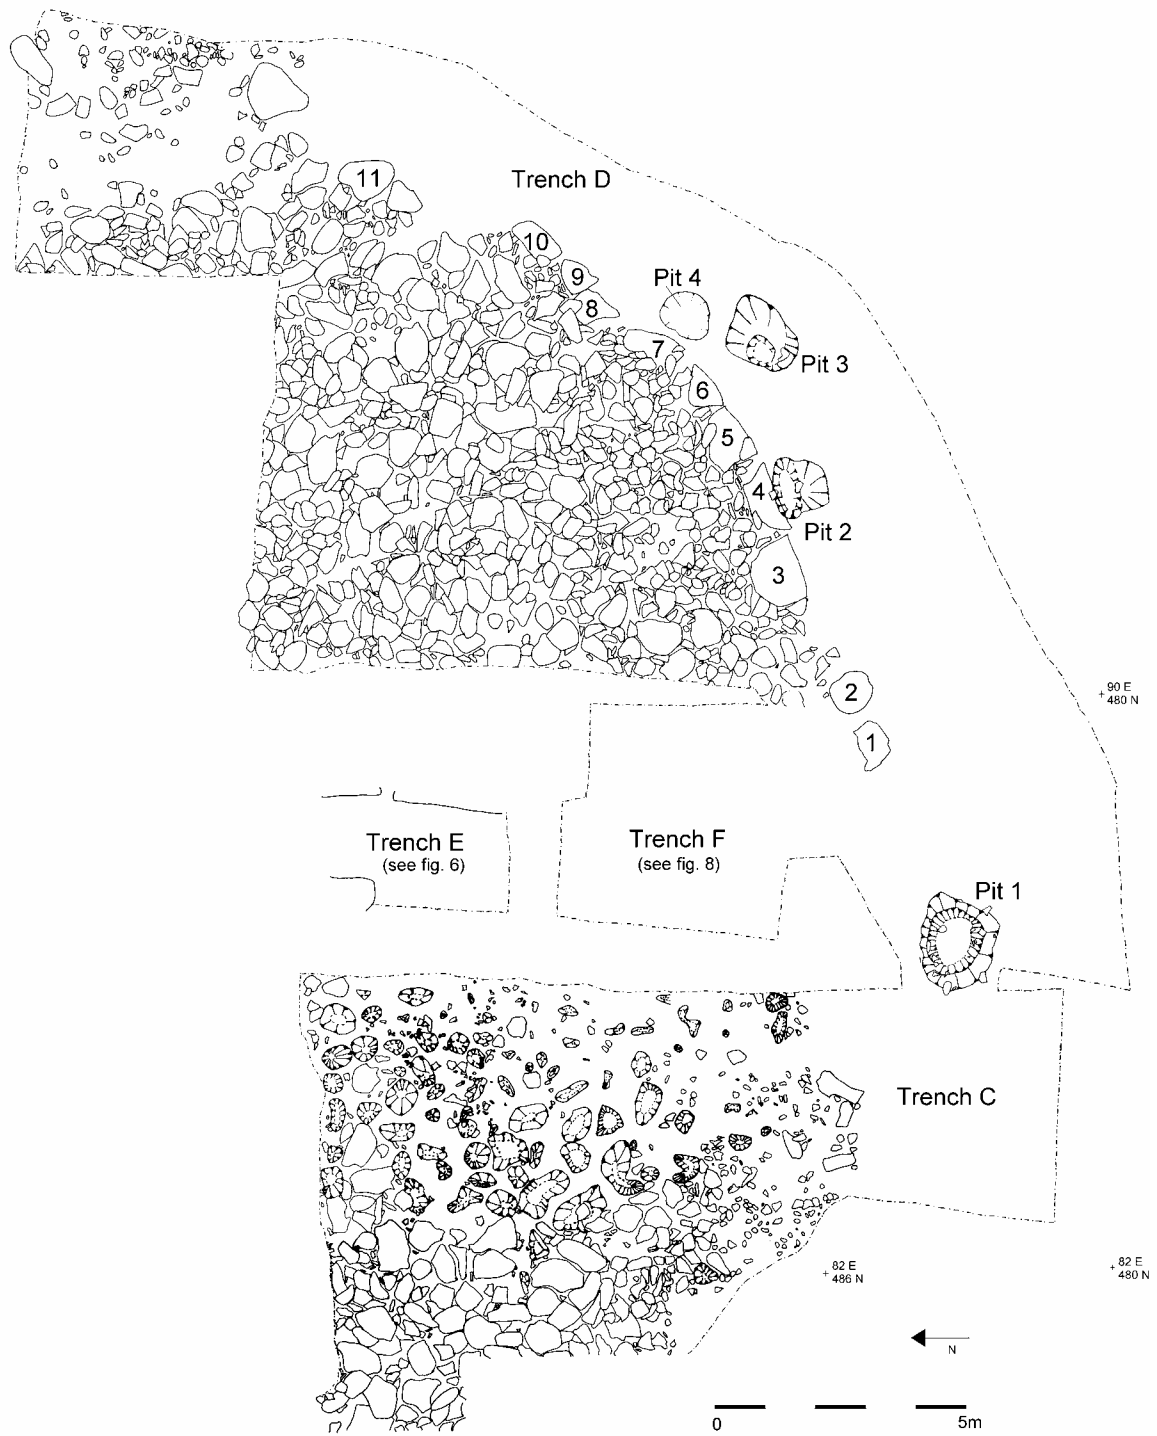 11
Trench D
10
9
Pit 4
8
7
Pit 3
6
5
4
Pit 2
3
2
90 E
480 N
1
Trench E
(see fig. 6)
Trench F
(see fig. 8)
Pit 1
Trench C
82 E
486 N
82 E
480 N
N
0
5m